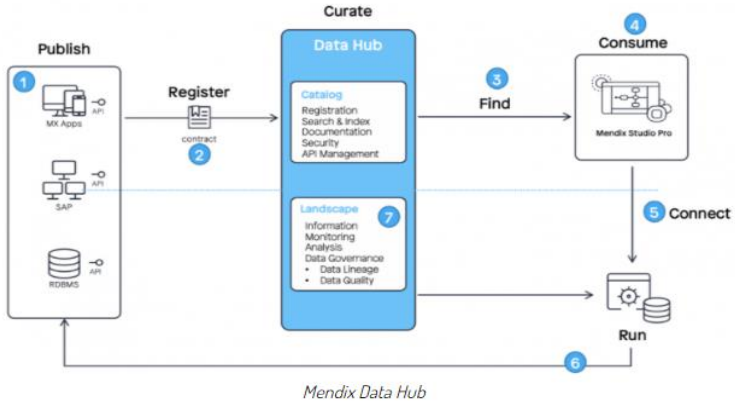 Publish
1
API
MX Apps
API
SAP
API
RDBMS
Register
contract
2
Curate
Data Hub
Catalog
Registration
Search & Index
Documentation
Security
API Management
Landscape
7
Information
Monitoring
Analysis
Data Governance
• Data Lineage
• Data Quality
3
Find
4
Consume
Mendix Studio Pro
5 Connect
Run
6
Mendix Data Hub